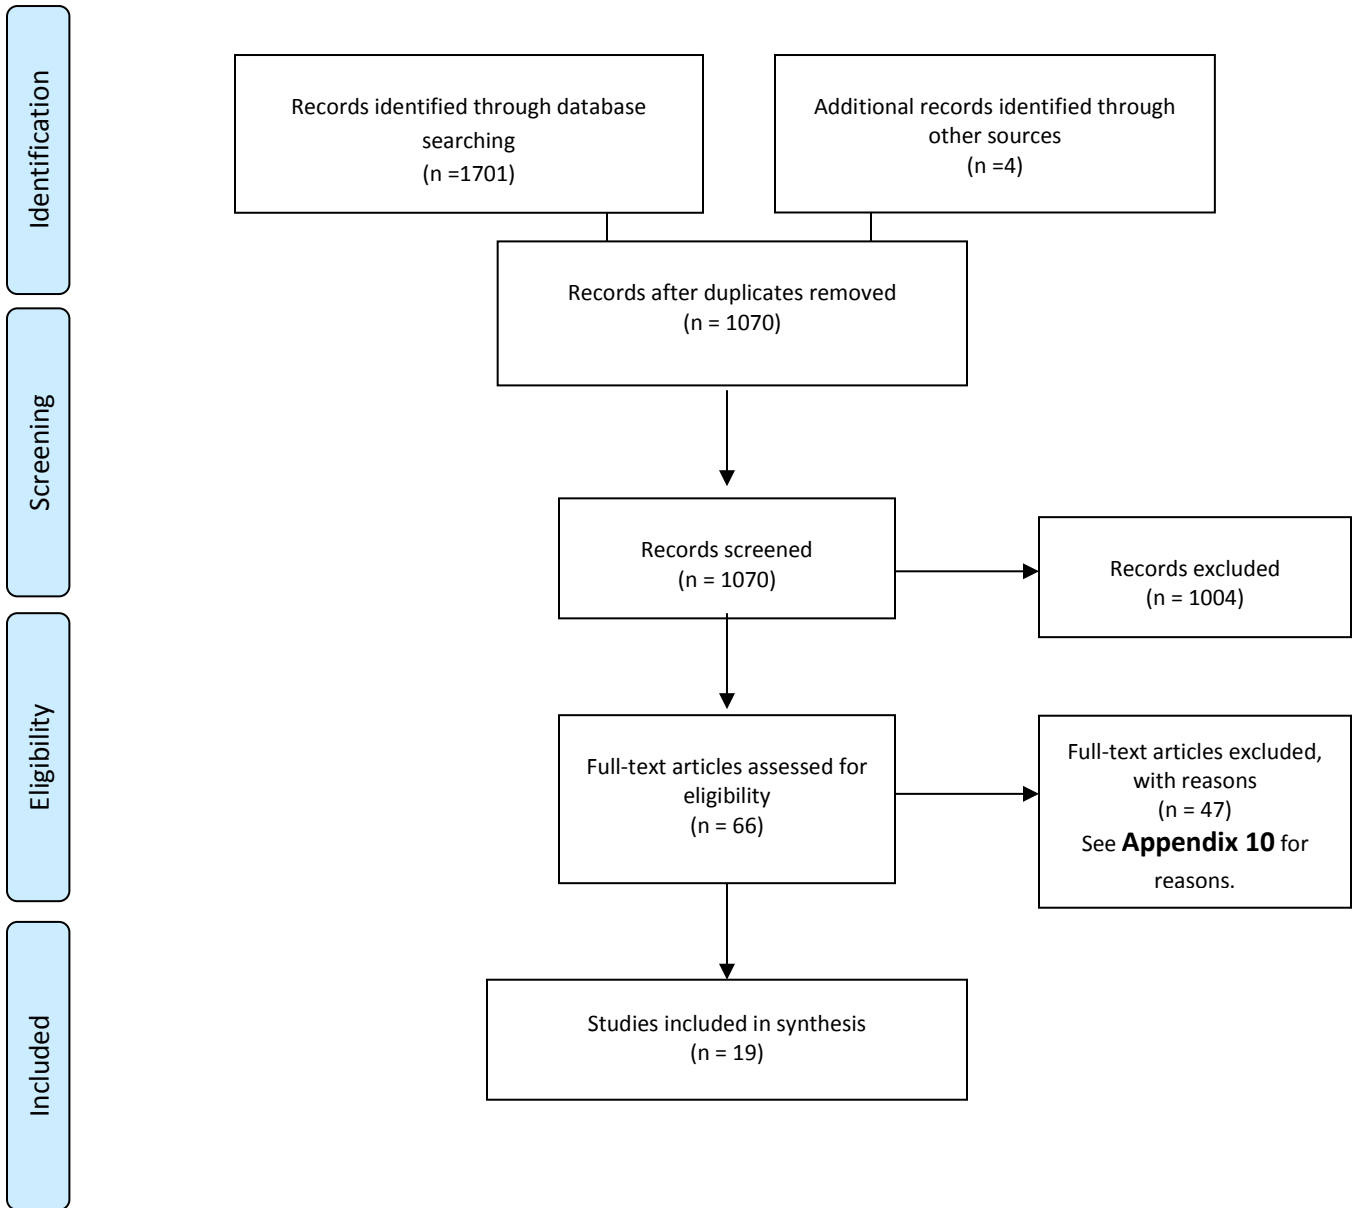 Identification
Records identified through database
searching
(n =1701)
Additional records identified through
other sources
(n =4)
Records after duplicates removed
(n = 1070)
Screening
Records screened
(n = 1070)
Records excluded
(n = 1004)
Eligibility
Full-text articles assessed for
eligibility
(n = 66)
Full-text articles excluded,
with reasons
(n = 47)
See Appendix 10 for
reasons.
Included
Studies included in synthesis
(n = 19)